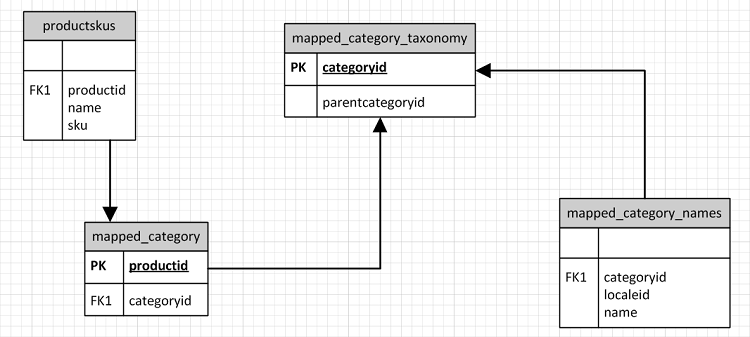 productskus
FK1 productid
name
sku
mapped_category_taxonomy
PK categoryid
parentcategoryid
mapped_category
PK productid
FK1 categoryid
mapped_category_names
FK1 categoryid
localeid
name